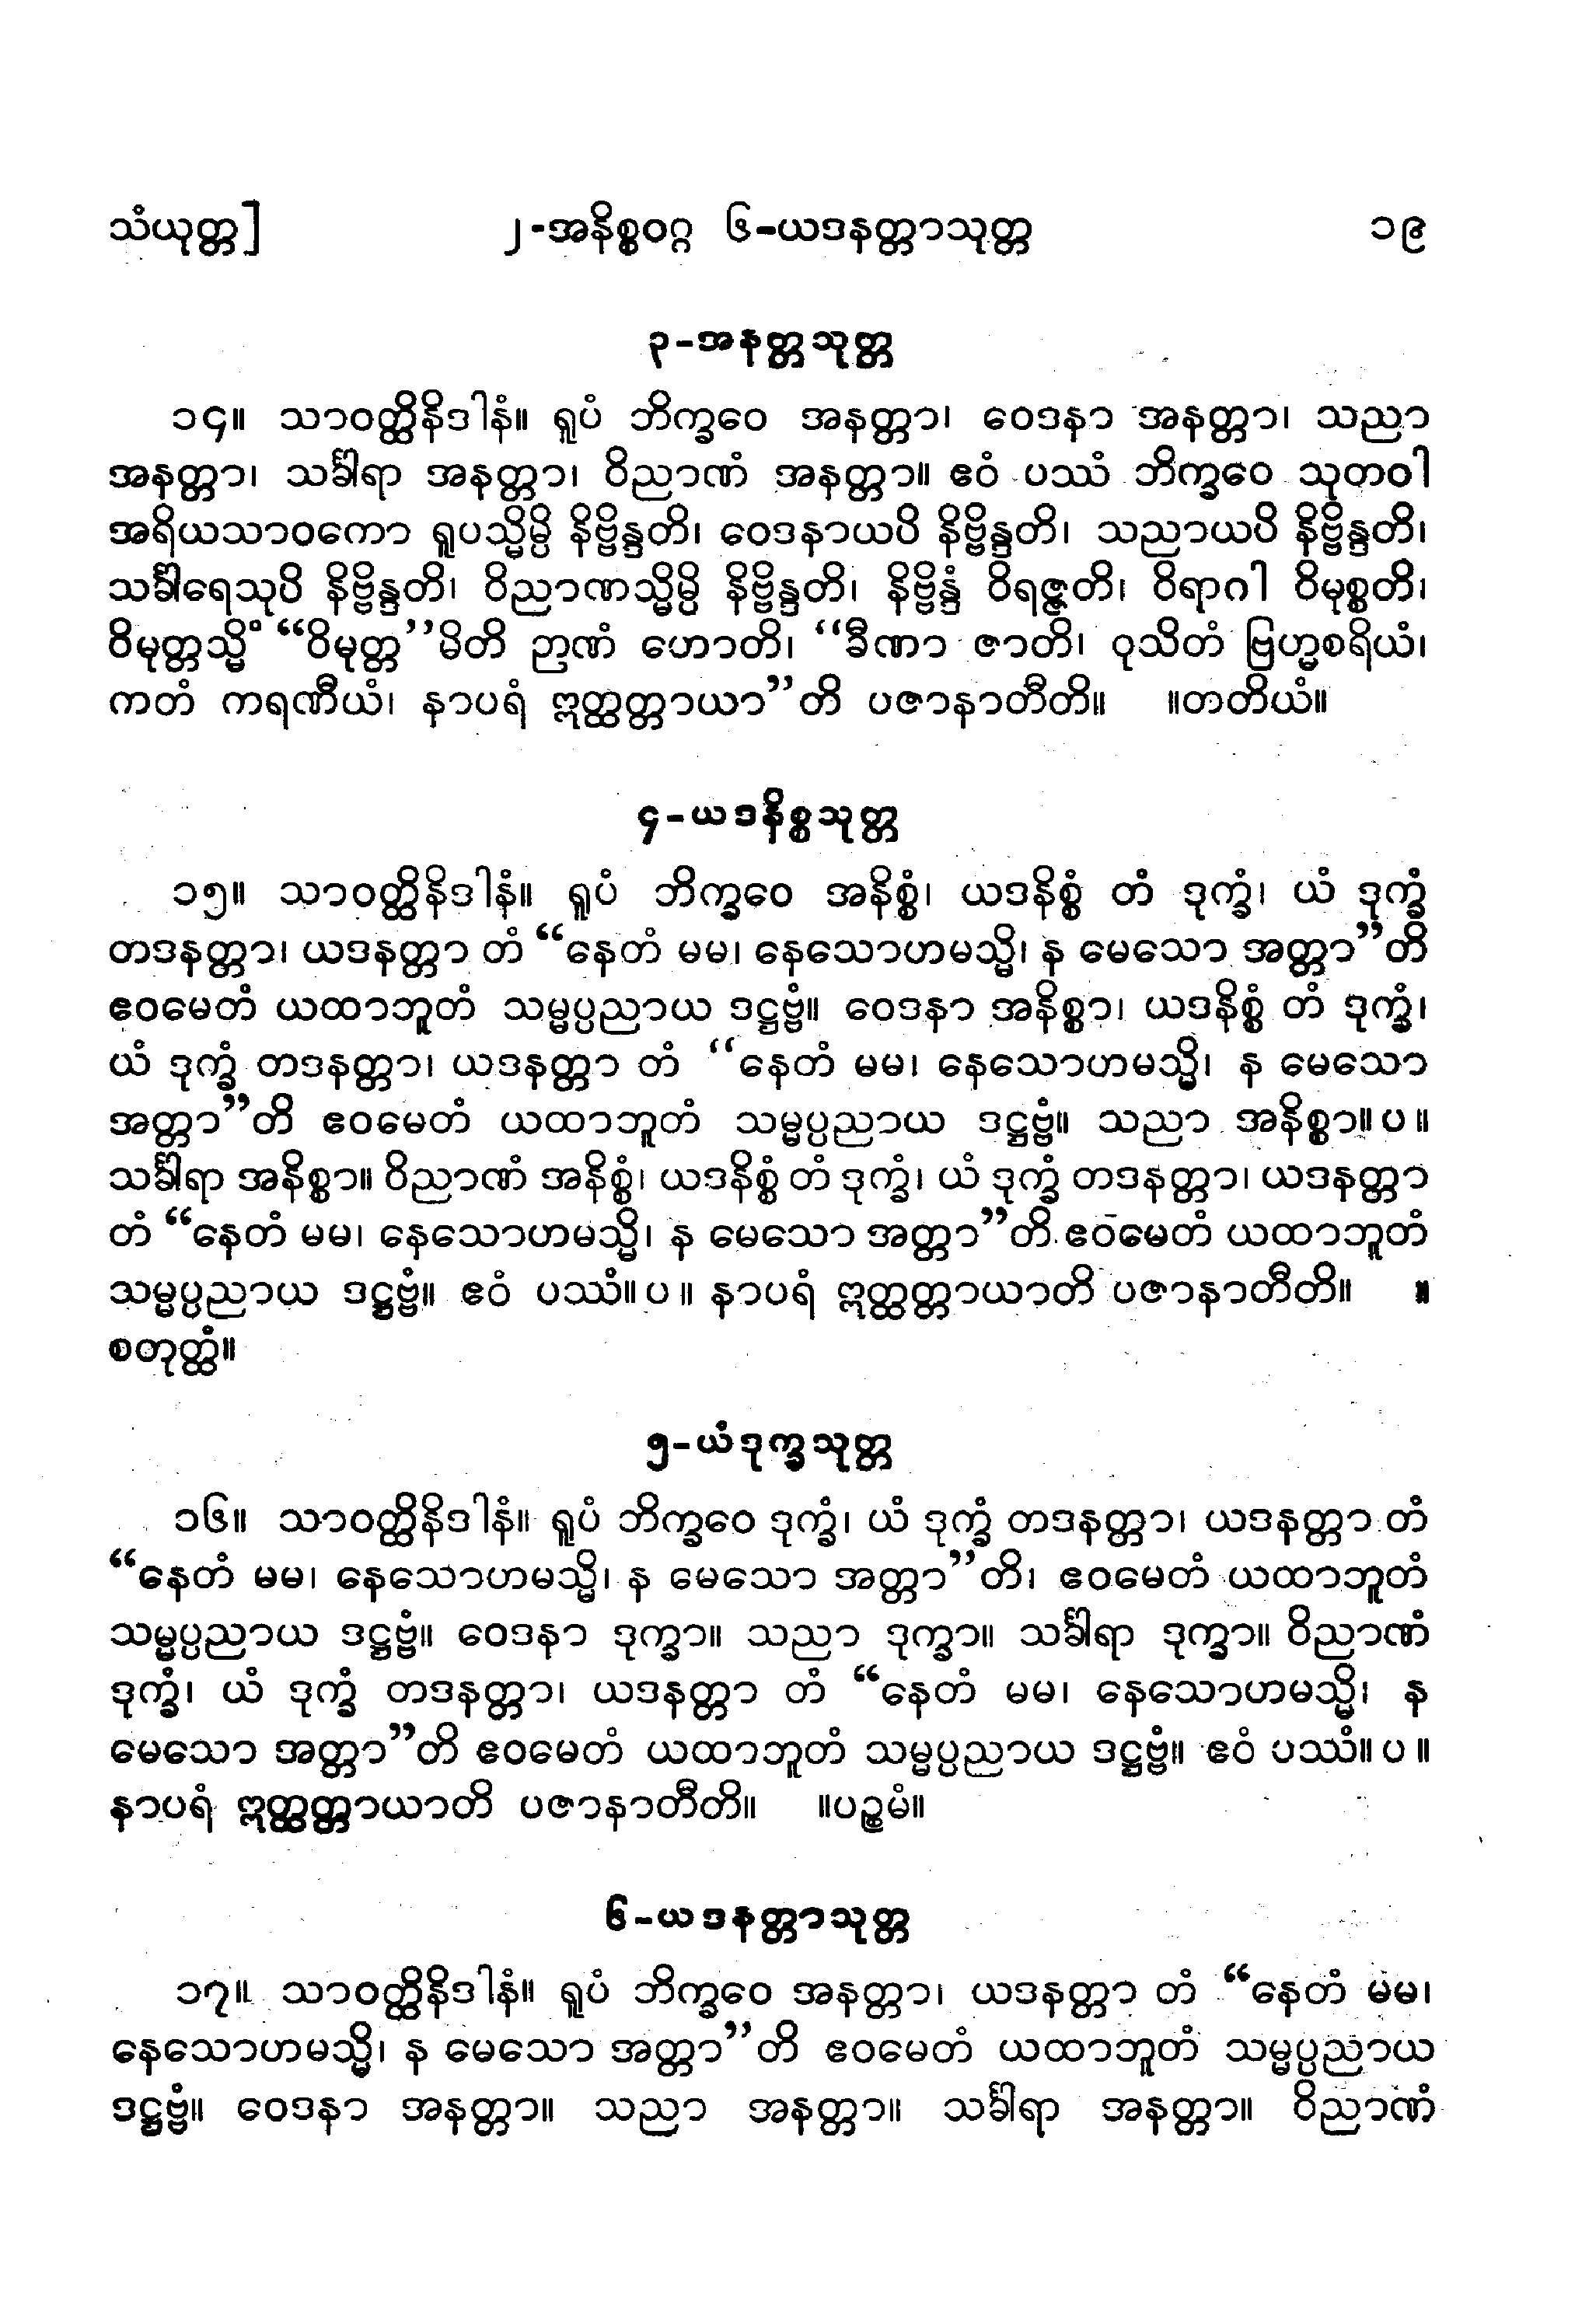 သံယုတ္တ]	၂-အနိစ္စဝဂ္ဂ ၆-ယဒနတ္တာသုတ္တ	၁၉
၃-အနတ္တသုတ္တ
၁၄။ သာဝတ္ထိနိဒါနံ။ ရူပံ ဘိက္ခဝေ အနတ္တာ၊ ဝေဒနာ အနတ္တာ၊ သညာ
အနတ္တာ၊ သင်္ခါရာ အနတ္တာ၊ ဝိညာဏံ အနတ္တာ။ ဧဝံ ပဿံ ဘိက္ခဝေ သုတဝါ
အရိယသာဝကော ရူပသ္မိမ္ပိ နိဗ္ဗိန္ဒတိ၊ ဝေဒနာယပိ နိဗ္ဗိန္ဒတိ၊ သညာယပိ နိဗ္ဗိန္ဒတိ၊
သင်္ခါရေသုပိ နိဗ္ဗိန္ဒတိ၊ ဝိညာဏသ္မိမ္ပိ နိဗ္ဗိန္ဒတိ၊ နိဗ္ဗိန္ဒံ ဝိရဇ္ဇတိ၊ ဝိရာဂါ ဝိမုစ္စတိ၊
ဝိမုတ္တသ္မိံ “ဝိမုတ္တ”မိတိ ဉာဏံ ဟောတိ၊ “ခီဏာ ဇာတိ၊ ဝုသိတံ ဗြဟ္မစရိယံ၊
ကတံ ကရဏီယံ၊ နာပရံ ဣတ္ထတ္တာယာ”တိ ပဇာနာတီတိ။ ။တတိယံ။
၄-ယဒနိစ္စသုတ္တ
၁၅။ သာဝတ္ထိနိဒါနံ။ ရူပံ ဘိက္ခဝေ အနိစ္စံ၊ ယဒနိစ္စံ တံ ဒုက္ခံ၊ ယံ ဒုက္ခံ
တဒနတ္တာ၊ ယဒနတ္တာ တံ “နေတံ မမ၊ နေသောဟမသ္မိ၊ န မေသော အတ္တာ”တိ
ဧဝမေတံ ယထာဘူတံ သမ္မပ္ပညာယ ဒဋ္ဌဗ္ဗံ။ ဝေဒနာ အနိစ္စာ၊ ယဒနိစ္စံ တံ ဒုက္ခံ၊
ယံ ဒုက္ခံ တဒနတ္တာ၊ ယဒနတ္တာ တံ “နေတံ မမ၊ နေသောဟမသ္မိ၊ န မေသော
အတ္တာ”တိ ဧဝမေတံ ယထာဘူတံ သမ္မပ္ပညာယ ဒဋ္ဌဗ္ဗံ။ သညာ အနိစ္စာ။ပ။
သင်္ခါရာ အနိစ္စာ။ ဝိညာဏံ အနိစ္စံ၊ ယဒနိစ္စံ တံ ဒုက္ခံ၊ ယံ ဒုက္ခံ တဒနတ္တာ၊ ယဒနတ္တာ
တံ “နေတံ မမ၊ နေသောဟမသ္မိ၊ န မေသော အတ္တာ”တိ ဧဝမေတံ ယထာဘူတံ
သမ္မပ္ပညာယ ဒဋ္ဌဗ္ဗံ။ ဧဝံ ပဿံ။ပ။ နာပရံ ဣတ္ထတ္တာယာတိ ပဇာနာတီတိ။ ။
စတုတ္ထံ။
၅-ယံဒုက္ခသုတ္တ
၁၆။ သာဝတ္ထိနိဒါနံ။ ရူပံ ဘိက္ခဝေ ဒုက္ခံ၊ ယံ ဒုက္ခံ တဒနတ္တာ၊ ယဒနတ္တာ တံ
“နေတံ မမ၊ နေသောဟမသ္မိ၊ န မေသော အတ္တာ”တိ၊ ဧဝမေတံ ယထာဘူတံ
သမ္မပ္ပညာယ ဒဋ္ဌဗ္ဗံ။ ဝေဒနာ ဒုက္ခာ။ သညာ ဒုက္ခာ။ သင်္ခါရာ ဒုက္ခာ။ ဝိညာဏံ
ဒုက္ခံ၊ ယံ ဒုက္ခံ တဒနတ္တာ၊ ယဒနတ္တာ တံ “နေတံ မမ၊ နေသောဟမသ္မိ၊ န
မေသော အတ္တာ”တိ ဧဝမေတံ ယထာဘူတံ သမ္မပ္ပညာယ ဒဋ္ဌဗ္ဗံ။ ဧဝံ ပဿံ။ပ။
နာပရံ ဣတ္ထတ္တာယာတိ ပဇာနာတီတိ။ ။ပဉ္စမံ။
၆-ယဒနတ္တာသုတ္တ
၁၇။ သာဝတ္ထိနိဒါနံ။ ရူပံ ဘိက္ခဝေ အနတ္တာ၊ ယဒနတ္တာ တံ “နေတံ မမ၊
နေသောဟမသ္မိ၊ န မေသော အတ္တာ”တိ ဧဝမေတံ ယထာဘူတံ သမ္မပ္ပညာယ
ဒဋ္ဌဗ္ဗံ။ ဝေဒနာ အနတ္တာ။ သညာ အနတ္တာ။ သင်္ခါရာ အနတ္တာ။ ဝိညာဏံ